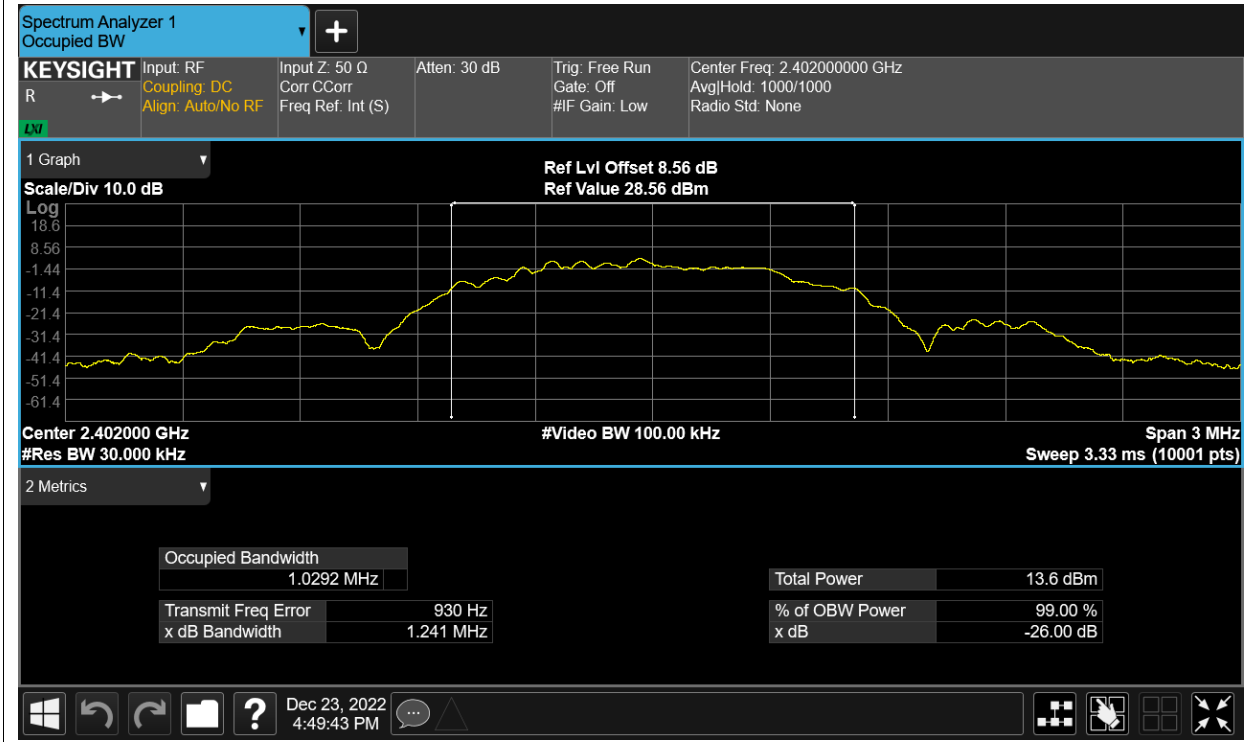 Spectrum Analyzer 1
Occupied BW
KEYSIGHT
R
LXI
Input: RF
Coupling: DC
Align: Auto/No RF
Input Z: 50 Ω
Corr CCorr
Freq Ref: Int (S)
Atten: 30 dB
Trig: Free Run
Gate: Off
#IF Gain: Low
Center Freq: 2.402000000 GHz
Avg|Hold: 1000/1000
Radio Std: None
1 Graph
Scale/Div 10.0 dB
Ref Lvl Offset 8.56 dB
Ref Value 28.56 dBm
Log
18.6
8.56
-1.44
-11.4
-21.4
-31.4
-41.4
-51.4
-61.4
Center 2.402000 GHz
#Video BW 100.00 kHz
Span 3 MHz
#Res BW 30.000 kHz
Sweep 3.33 ms (10001 pts)
2 Metrics
Occupied Bandwidth
1.0292 MHz
Total Power 13.6 dBm
Transmit Freq Error 930 Hz
% of OBW Power 99.00 %
x dB Bandwidth 1.241 MHz
x dB -26.00 dB
?
Dec 23, 2022
4:49:43 PM